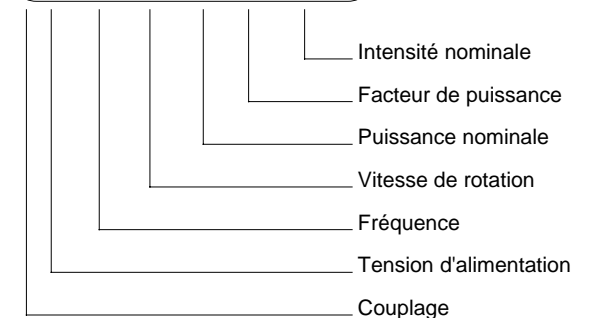 Intensité nominale
Facteur de puissance
Puissance nominale
Vitesse de rotation
Fréquence
Tension d'alimentation
Couplage